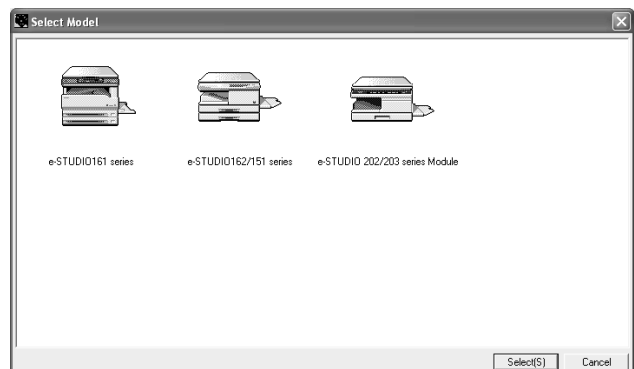 Select Model
e-STUDIO161 series
e-STUDIO162/151 series
e-STUDIO 202/203 series Module
Select(S)
Cancel